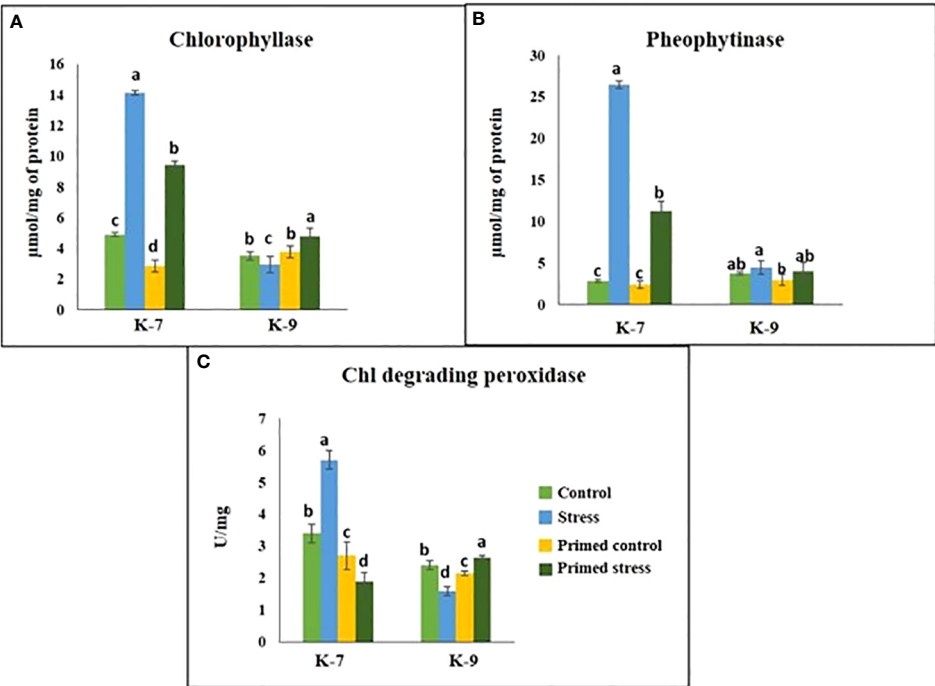 A
Chlorophyllase
µmol/mg of protein
16
14
12
10
8
6
4
2
0
a
b
c
d
b
c
b
a
K-7
K-9
B
Pheophytinase
µmol/mg of protein
30
25
20
15
10
5
0
a
b
c
c
ab
a
b
ab
K-7
K-9
C
Chl degrading peroxidase
U/mg
7
6
5
4
3
2
1
0
a
b
c
d
b
d
c
a
K-7
K-9
Control
Stress
Primed control
Primed stress